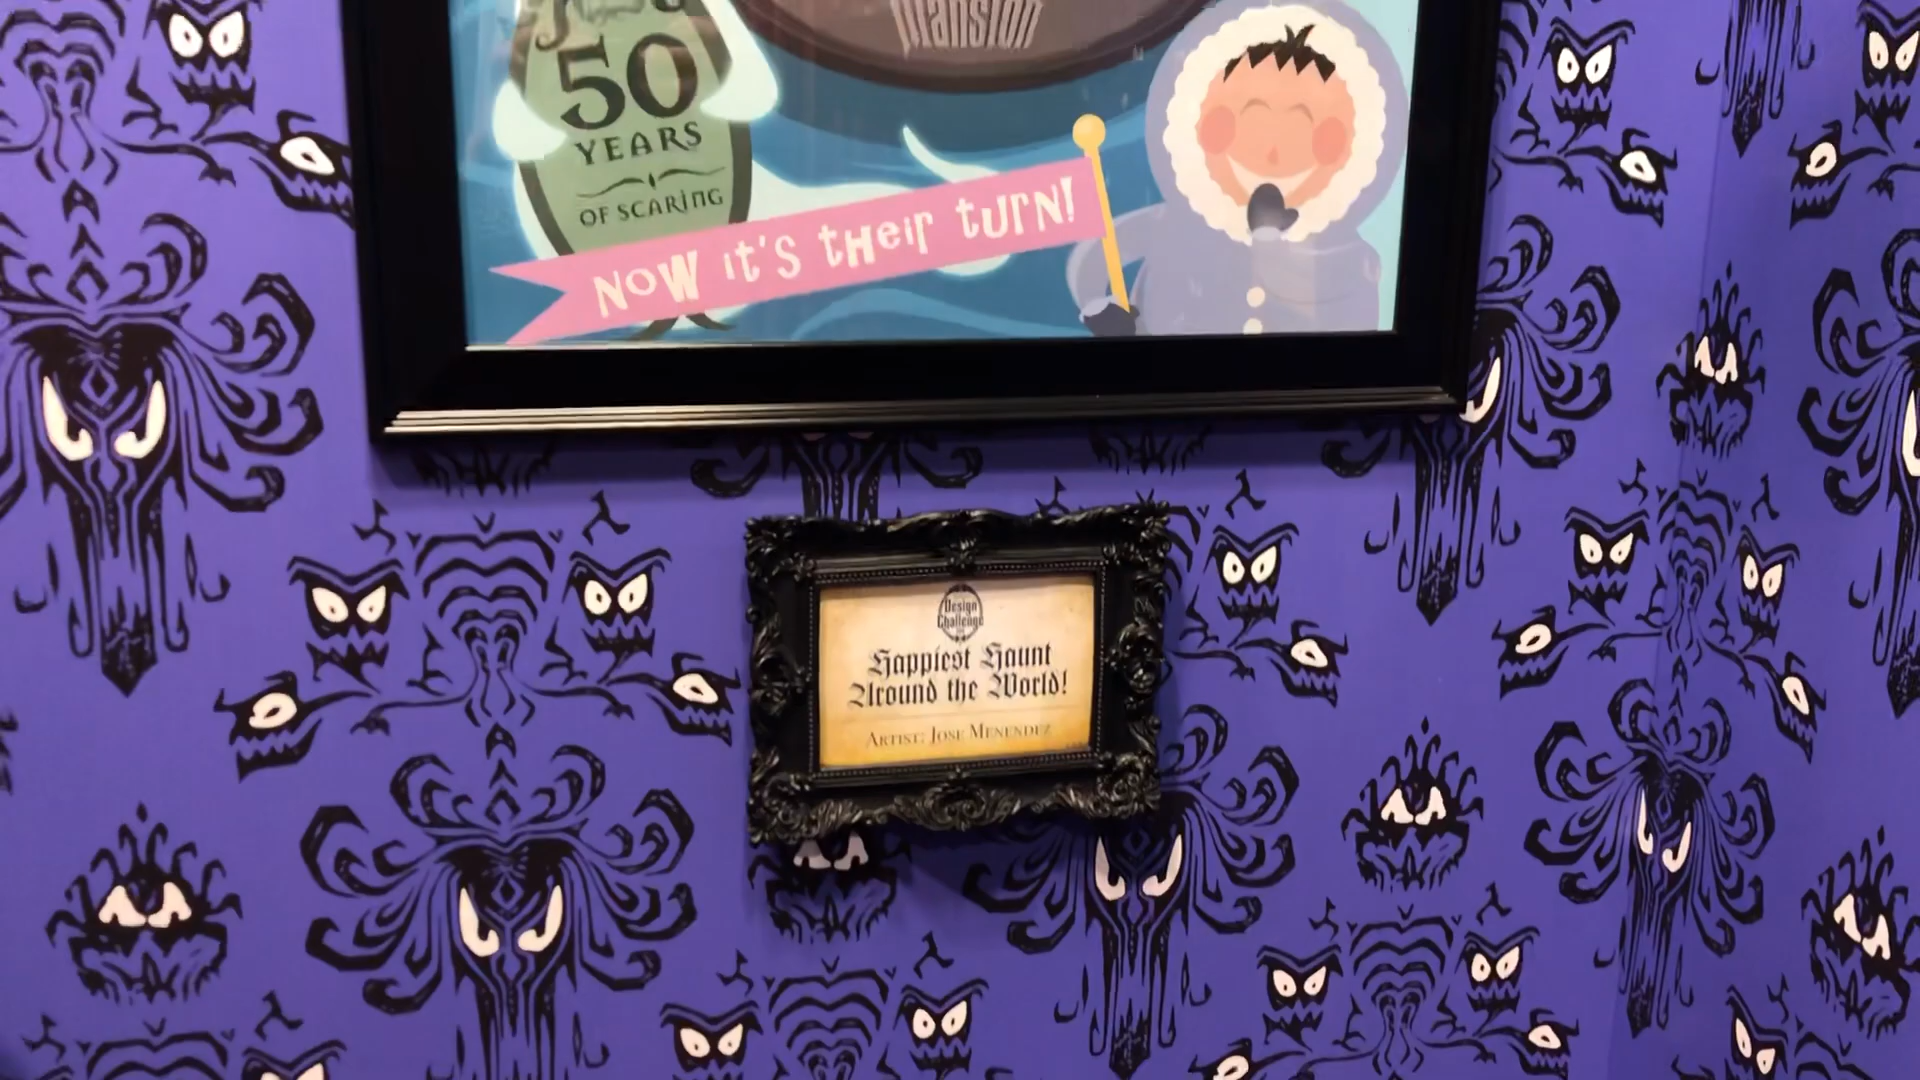 Mansion
50
YEARS
OF SCARING
NOW it's their turn!
Design
Challenge
Happiest Haunt
Around the World!
ARTIST: JOSE MENENDEZ